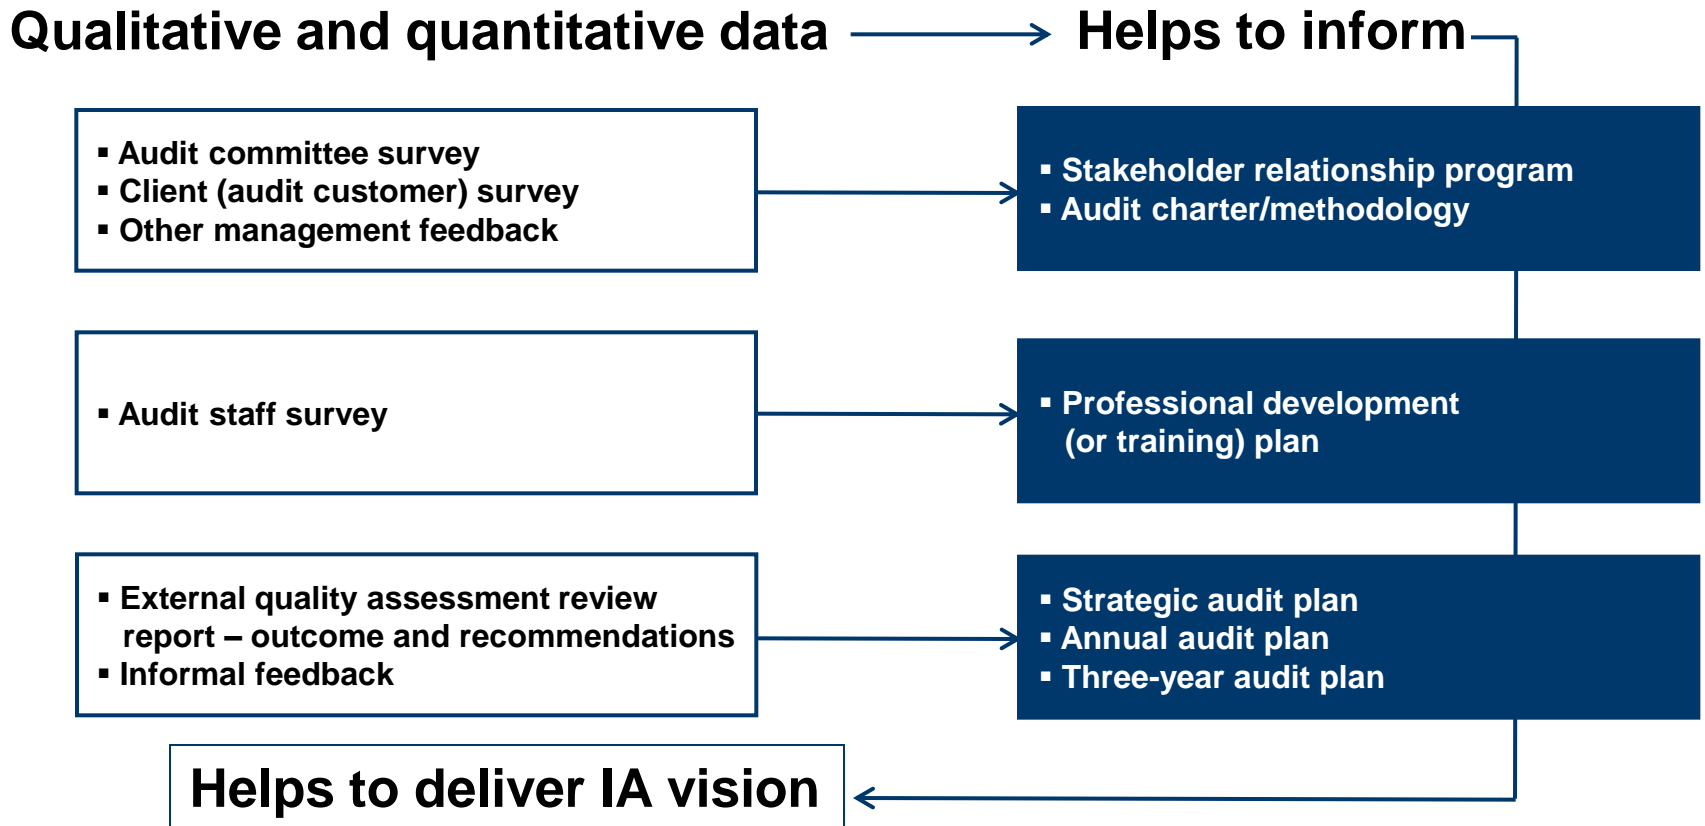 Qualitative and quantitative data
Helps to inform
▪ Audit committee survey
▪ Client (audit customer) survey
▪ Other management feedback
▪ Stakeholder relationship program
▪ Audit charter/methodology
▪ Audit staff survey
▪ Professional development
(or training) plan
▪ External quality assessment review
report – outcome and recommendations
▪ Informal feedback
▪ Strategic audit plan
▪ Annual audit plan
▪ Three-year audit plan
Helps to deliver IA vision